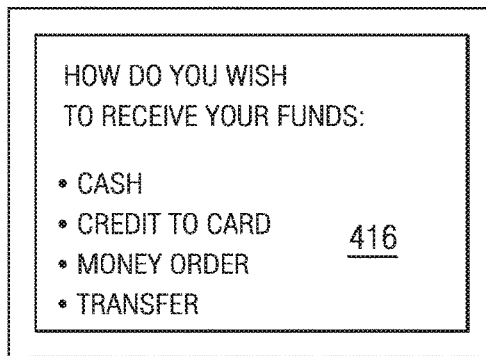 HOW DO YOU WISH
TO RECEIVE YOUR FUNDS:
• CASH
• CREDIT TO CARD
• MONEY ORDER
• TRANSFER
416